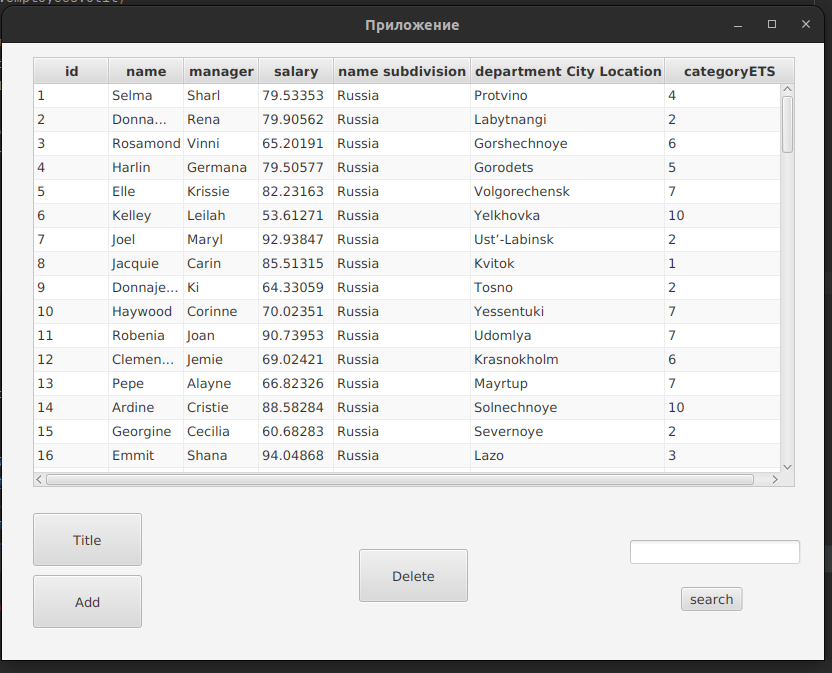 Приложение
id name manager salary name subdivision department City Location categoryETS
1 Selma Sharl 79.53353 Russia Protvino 4
2 Donna... Rena 79.90562 Russia Labytnangi 2
3 Rosamond Vinni 65.20191 Russia Gorshechnoye 6
4 Harlin Germana 79.50577 Russia Gorodets 5
5 Elle Krissie 82.23163 Russia Volgorechensk 7
6 Kelley Leilah 53.61271 Russia Yelkhovka 10
7 Joel Maryl 92.93847 Russia Ust’-Labinsk 2
8 Jacquie Carin 85.51315 Russia Kvitok 1
9 Donnaje... Ki 64.33059 Russia Tosno 2
10 Haywood Corinne 70.02351 Russia Yessentuki 7
11 Robenia Joan 90.73953 Russia Udomlya 7
12 Clemen... Jemie 69.02421 Russia Krasnokholm 6
13 Pepe Alayne 66.82326 Russia Mayrtup 7
14 Ardine Cristie 88.58284 Russia Solnechnoye 10
15 Georgine Cecilia 60.68283 Russia Severnoye 2
16 Emmit Shana 94.04868 Russia Lazo 3
Title
Add
Delete
search